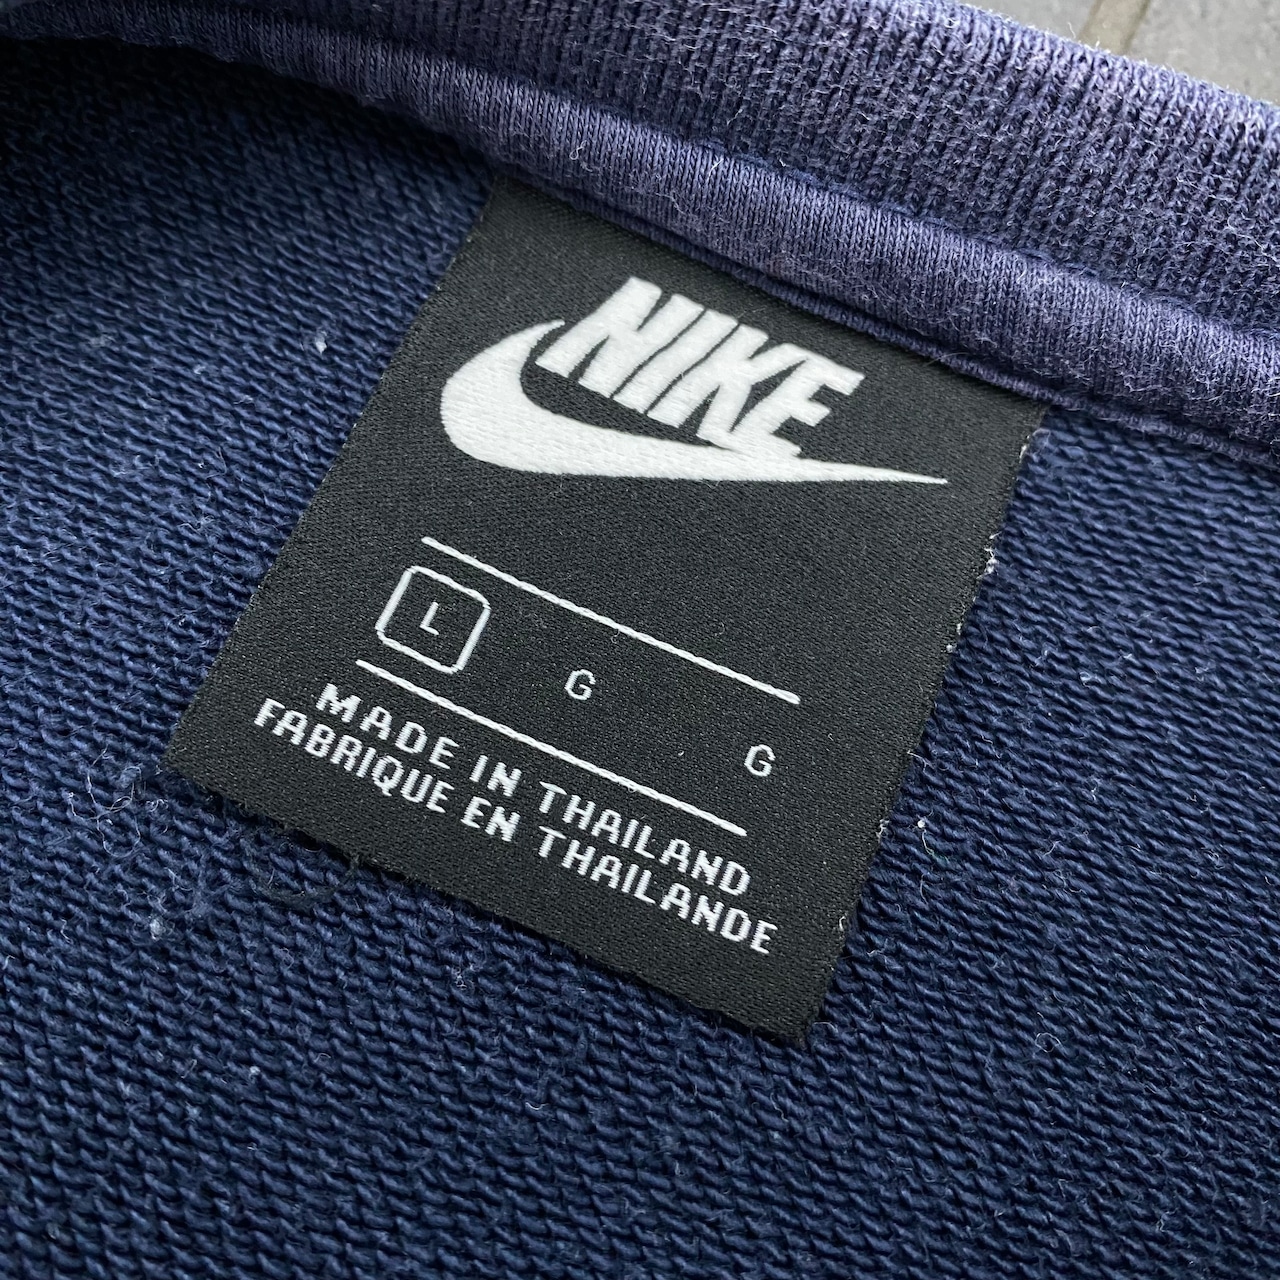 NIKE
L G G
MADE IN THAILAND
FABRIQUE EN THAILANDE